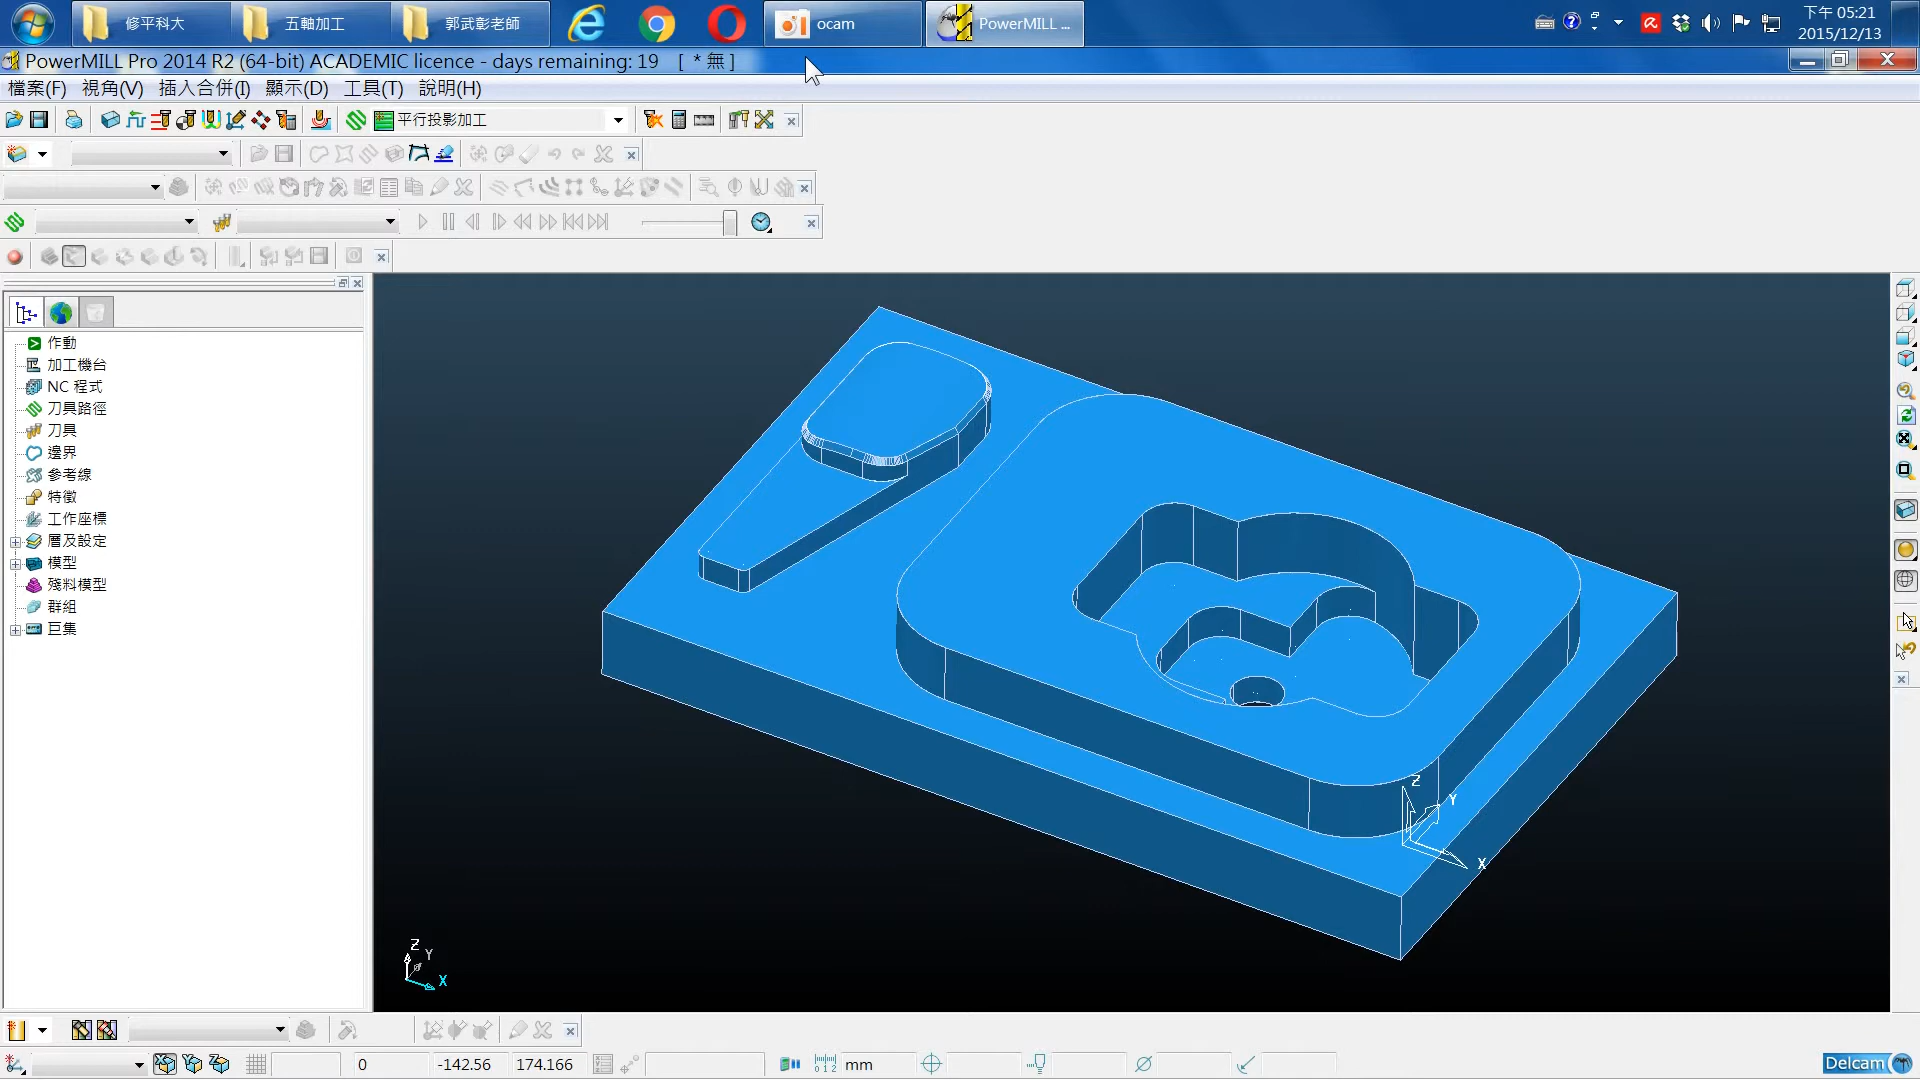 修平科大 五軸加工 郭武彰老師 ocam PowerMILL ... 下午 05:21
2015/12/13
PowerMILL Pro 2014 R2 (64-bit) ACADEMIC licence - days remaining: 19 [ * 無 ]
檔案(F) 視角(V) 插入合併(I) 顯示(D) 工具(T) 說明(H)
平行投影加工
作動
加工機台
NC 程式
刀具路徑
刀具
邊界
參考線
特徵
工作座標
層及設定
模型
殘料模型
群組
巨集
Z
Y
X
Z
Y
X
0 -142.56 174.166 mm Delcam